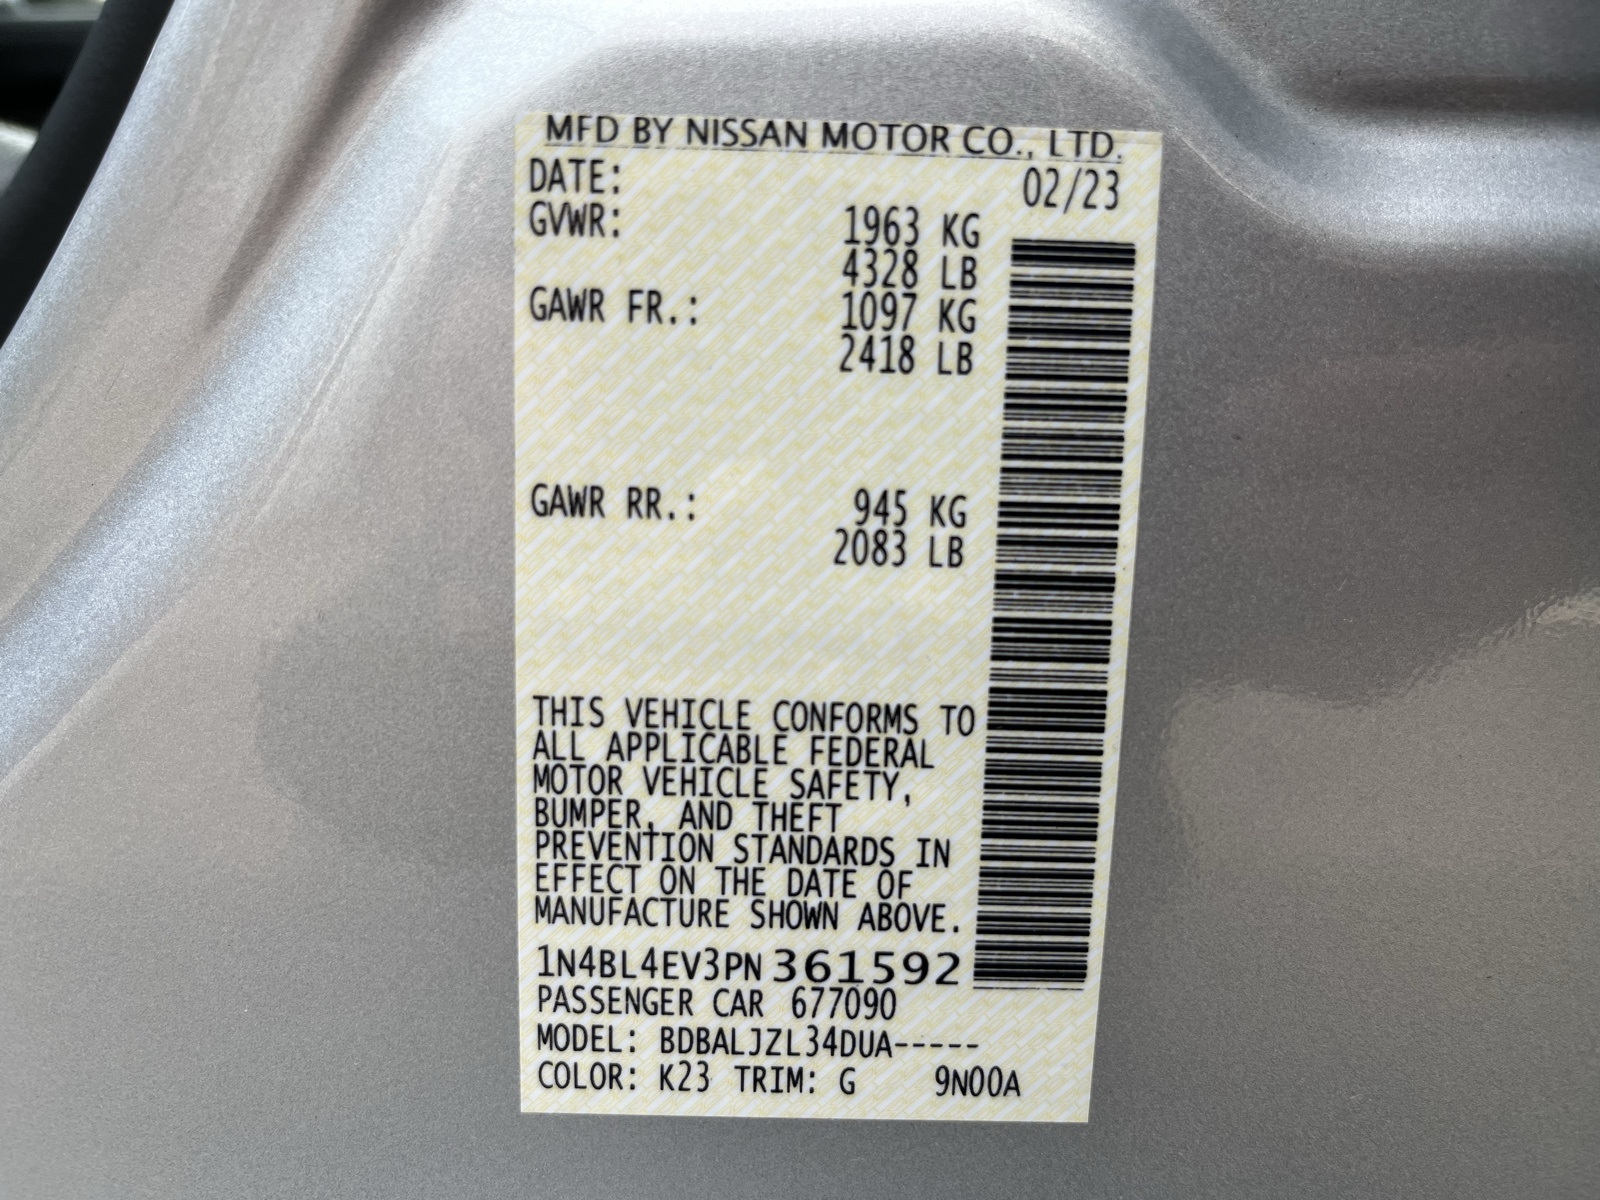 MFD BY NISSAN MOTOR CO., LTD.
DATE: 02/23
GVWR: 1963 KG
4328 LB
GAWR FR.: 1097 KG
2418 LB
GAWR RR.: 945 KG
2083 LB
THIS VEHICLE CONFORMS TO
ALL APPLICABLE FEDERAL
MOTOR VEHICLE SAFETY,
BUMPER, AND THEFT
PREVENTION STANDARDS IN
EFFECT ON THE DATE OF
MANUFACTURE SHOWN ABOVE.
1N4BL4EV3PN361592
PASSENGER CAR 677090
MODEL: BDBALJZL34DUA-----
COLOR: K23 TRIM: G 9N00A